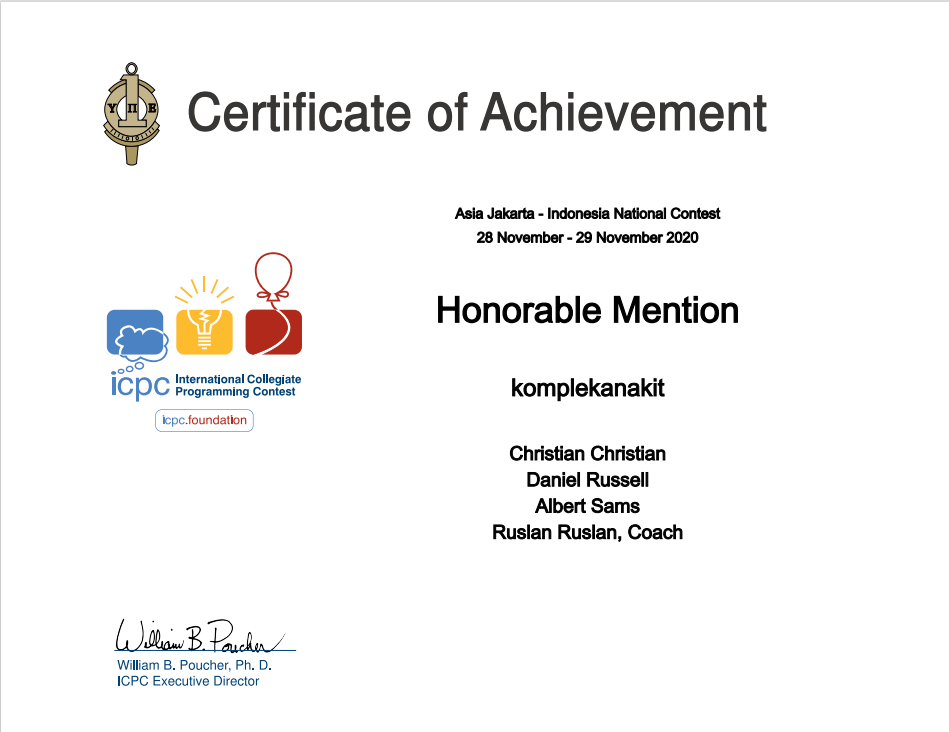 Certificate of Achievement
Υ Π Ε
Asia Jakarta - Indonesia National Contest
28 November - 29 November 2020
Honorable Mention
komplekanakit
icpc International Collegiate
Programming Contest
icpc.foundation
Christian Christian
Daniel Russell
Albert Sams
Ruslan Ruslan, Coach
William B. Poucher
William B. Poucher, Ph. D.
ICPC Executive Director